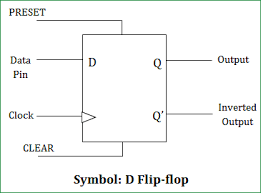 PRESET
Data
Pin
D
Q
Output
Clock
Q'
Inverted
Output
CLEAR
Symbol: D Flip-flop